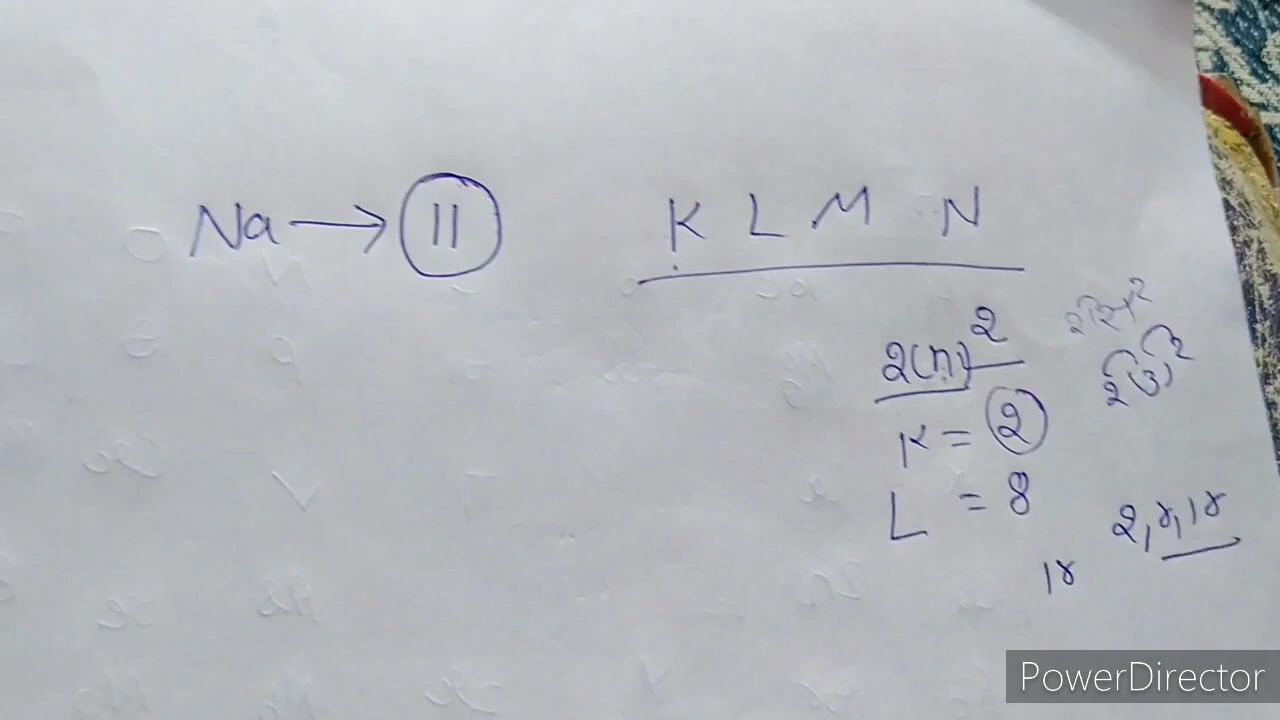 Na → 11
K L M N
2(n)²
2(2)²
2(3)²
K = 2
L = 8
2,8,18
18
PowerDirector